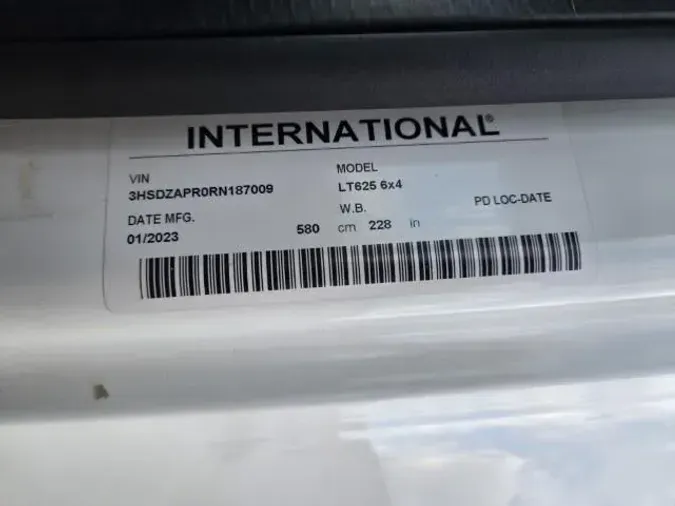 INTERNATIONAL®
VIN
3HSDZAPR0RN187009
MODEL
LT625 6x4
DATE MFG.
01/2023
W.B.
580 cm 228 in
PD LOC-DATE